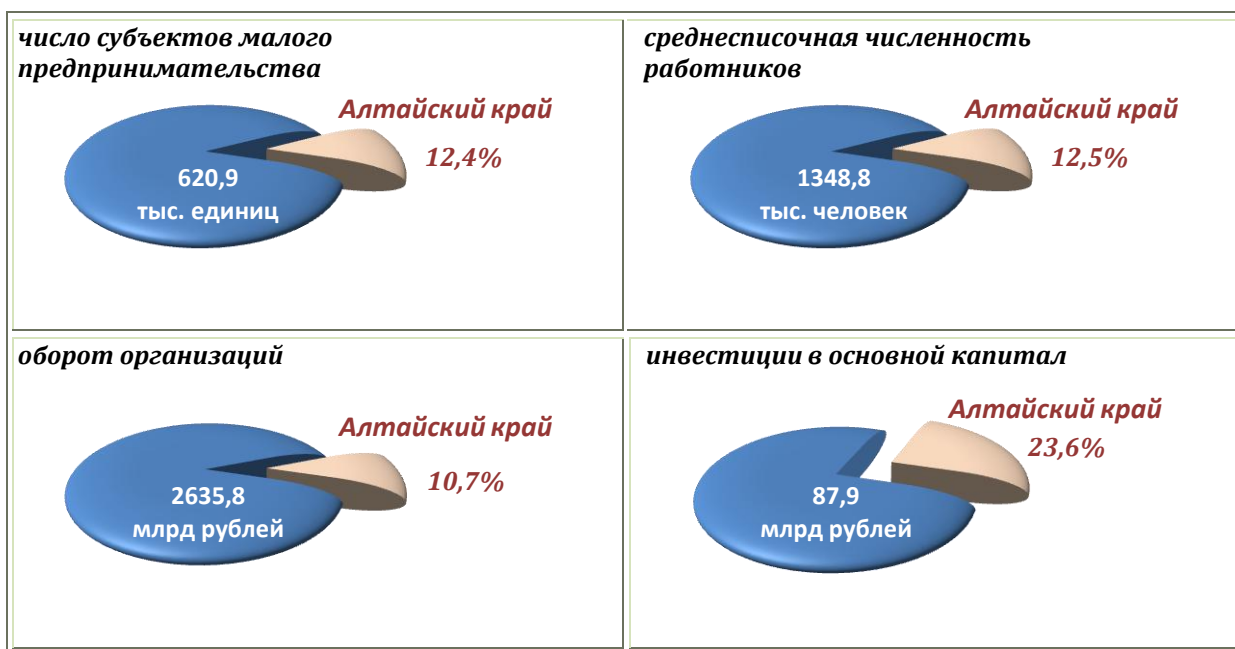 число субъектов малого
предпринимательства
Алтайский край
12,4%
620,9
тыс. единиц
среднесписочная численность
работников
Алтайский край
12,5%
1348,8
тыс. человек
оборот организаций
Алтайский край
10,7%
2635,8
млрд рублей
инвестиции в основной капитал
Алтайский край
23,6%
87,9
млрд рублей